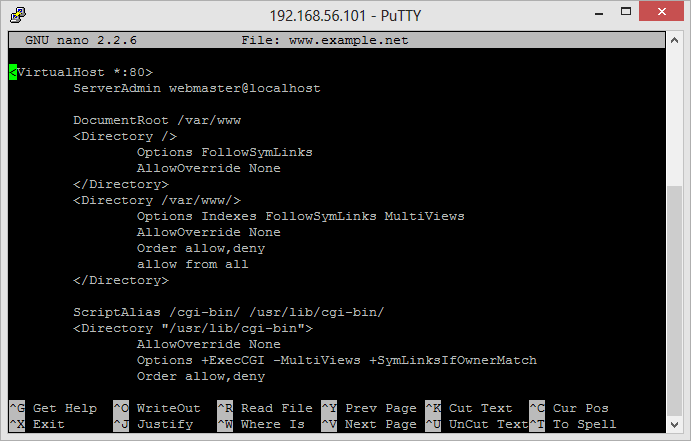 192.168.56.101 - PuTTY
GNU nano 2.2.6 File: www.example.net
<VirtualHost *:80>
ServerAdmin webmaster@localhost
DocumentRoot /var/www
<Directory />
Options FollowSymLinks
AllowOverride None
</Directory>
<Directory /var/www/>
Options Indexes FollowSymLinks MultiViews
AllowOverride None
Order allow,deny
allow from all
</Directory>
ScriptAlias /cgi-bin/ /usr/lib/cgi-bin/
<Directory "/usr/lib/cgi-bin">
AllowOverride None
Options +ExecCGI -MultiViews +SymLinksIfOwnerMatch
Order allow,deny
^G Get Help ^O WriteOut ^R Read File ^Y Prev Page ^K Cut Text ^C Cur Pos
^X Exit ^J Justify ^W Where Is ^V Next Page ^U UnCut Text^T To Spell